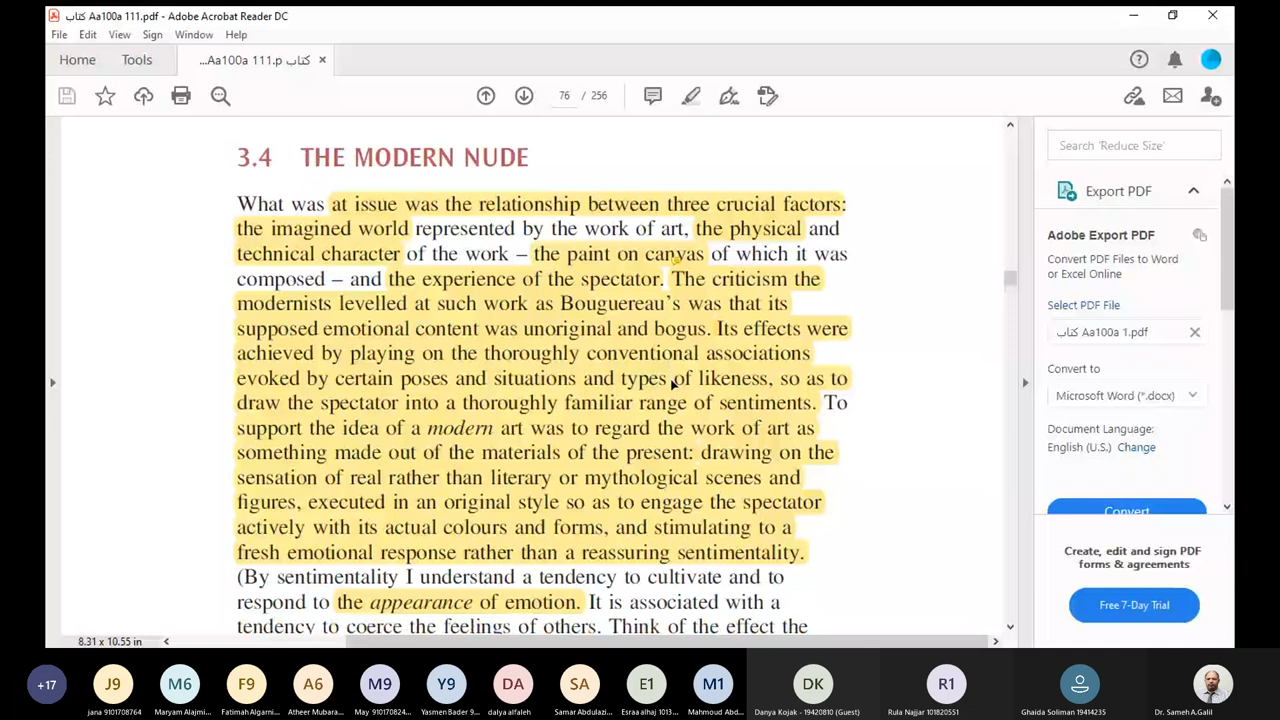 كتاب Aa100a 111.pdf - Adobe Acrobat Reader DC
File Edit View Sign Window Help
Home Tools ...Aa100a 111.p كتاب ×
76 / 256
3.4 THE MODERN NUDE
What was at issue was the relationship between three crucial factors:
the imagined world represented by the work of art, the physical and
technical character of the work – the paint on canvas of which it was
composed – and the experience of the spectator. The criticism the
modernists levelled at such work as Bouguereau's was that its
supposed emotional content was unoriginal and bogus. Its effects were
achieved by playing on the thoroughly conventional associations
evoked by certain poses and situations and types of likeness, so as to
draw the spectator into a thoroughly familiar range of sentiments. To
support the idea of a modern art was to regard the work of art as
something made out of the materials of the present: drawing on the
sensation of real rather than literary or mythological scenes and
figures, executed in an original style so as to engage the spectator
actively with its actual colours and forms, and stimulating to a
fresh emotional response rather than a reassuring sentimentality.
(By sentimentality I understand a tendency to cultivate and to
respond to the appearance of emotion. It is associated with a
tendency to coerce the feelings of others. Think of the effect the
8.31 x 10.55 in
Search 'Reduce Size'
Export PDF
Adobe Export PDF
Convert PDF Files to Word
or Excel Online
Select PDF File
كتاب Aa100a 1.pdf
Convert to
Microsoft Word (*.docx)
Document Language:
English (U.S.) Change
Convert
Create, edit and sign PDF
forms & agreements
Free 7-Day Trial
+17 J9 M6 F9 A6 M9 Y9 DA SA E1 M1 DK R1
jana 9101708764 Maryam Alajmi... FatimahAlgarni... Atheer Mubara... May 910170824... Yasmen Bader 9... dalya alfaleh Samar Abdulazi... Esraa alhaj 1013... Mahmoud Abd... Danya Kojak - 19420810 (Guest) Rula Najjar 101820551 Ghaida Soliman 19414235 Dr. Sameh A.Galil